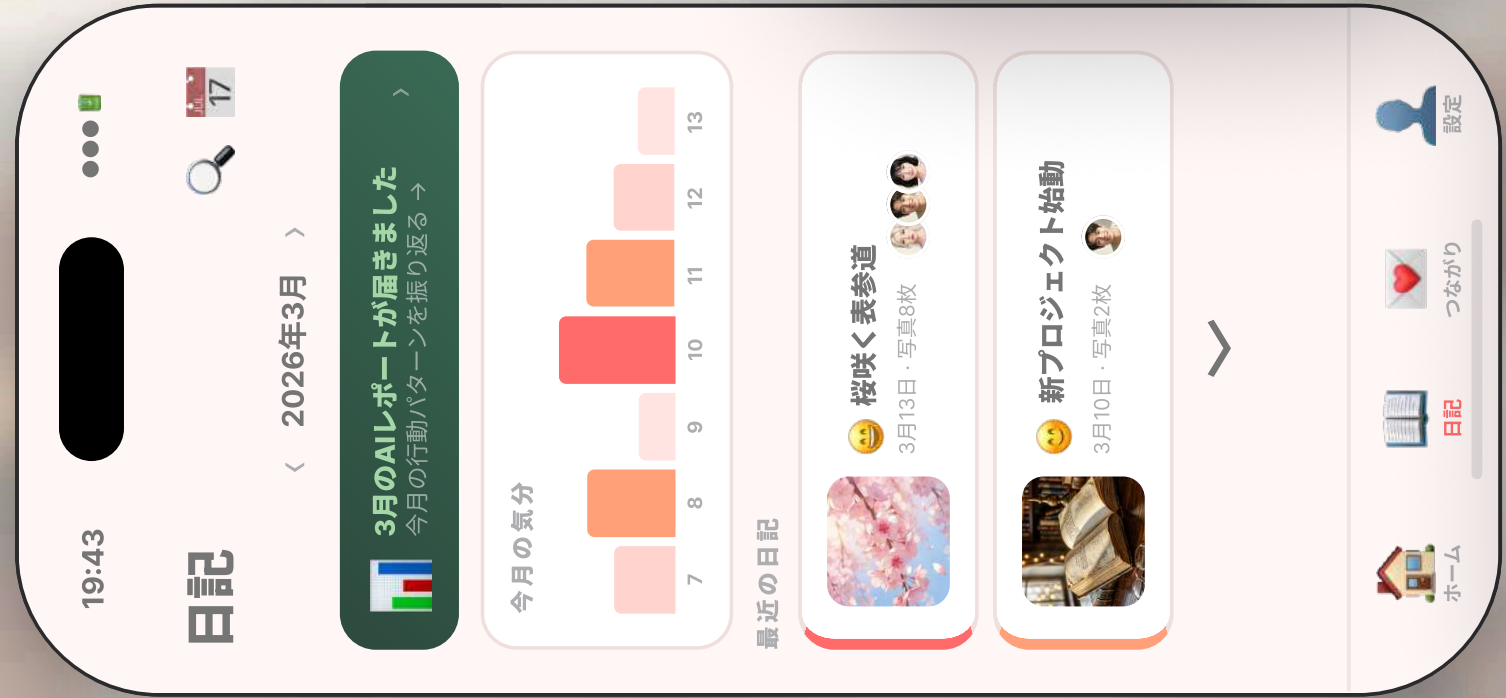 19:43
日記
JUL
17
2026年3月
3月のAIレポートが届きました
今月の行動パターンを振り返る →
今月の気分
7 8 9 10 11 12 13
最近の日記
桜咲く表参道
3月13日・写真8枚
新プロジェクト始動
3月10日・写真2枚
ホーム
日記
つながり
設定